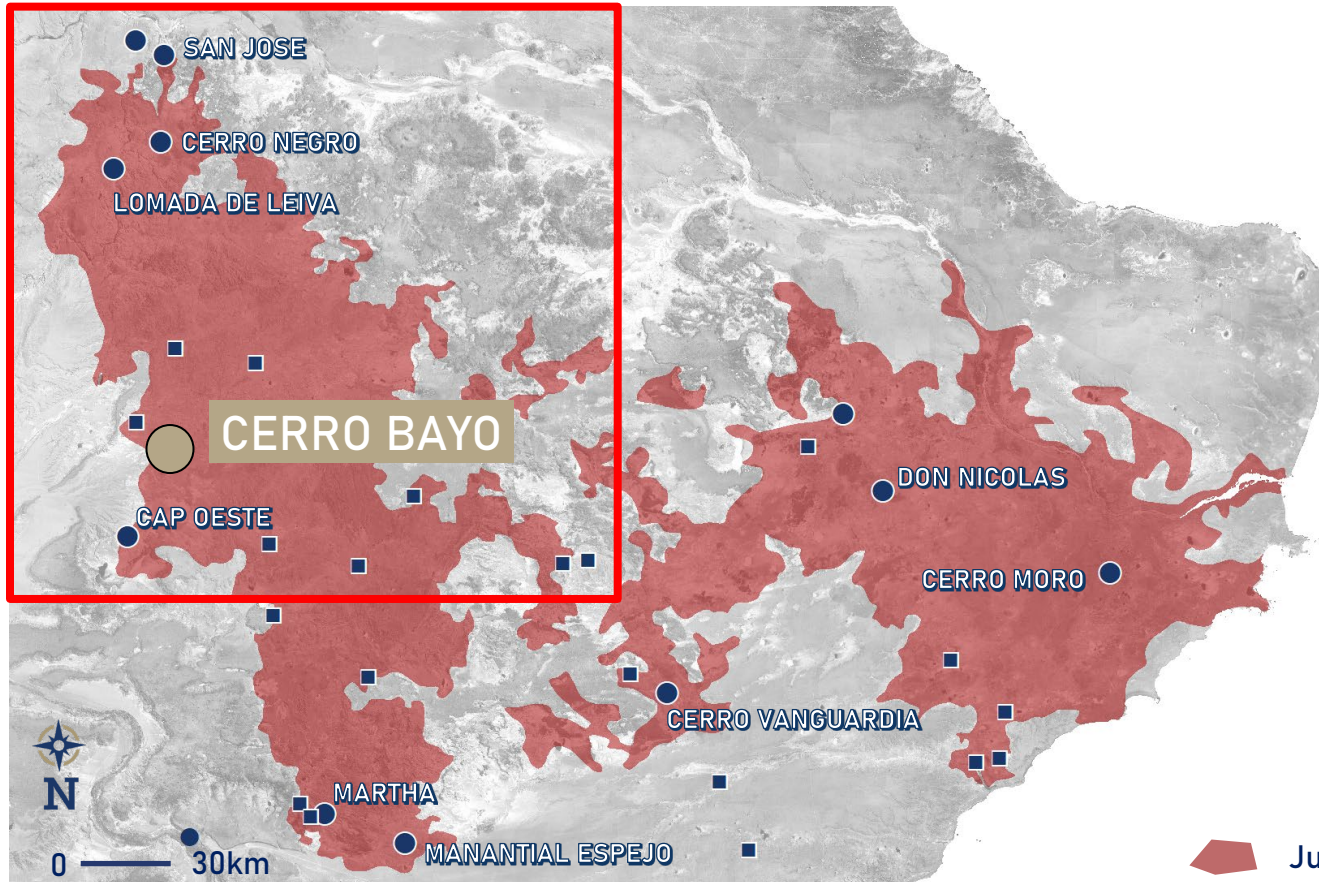 SAN JOSE
CERRO NEGRO
LOMADA DE LEIVA
CERRO BAYO
CAP OESTE
DON NICOLAS
CERRO MORO
CERRO VANGUARDIA
MARTHA
MANANTIAL ESPEJO
N
0 30km
Ju